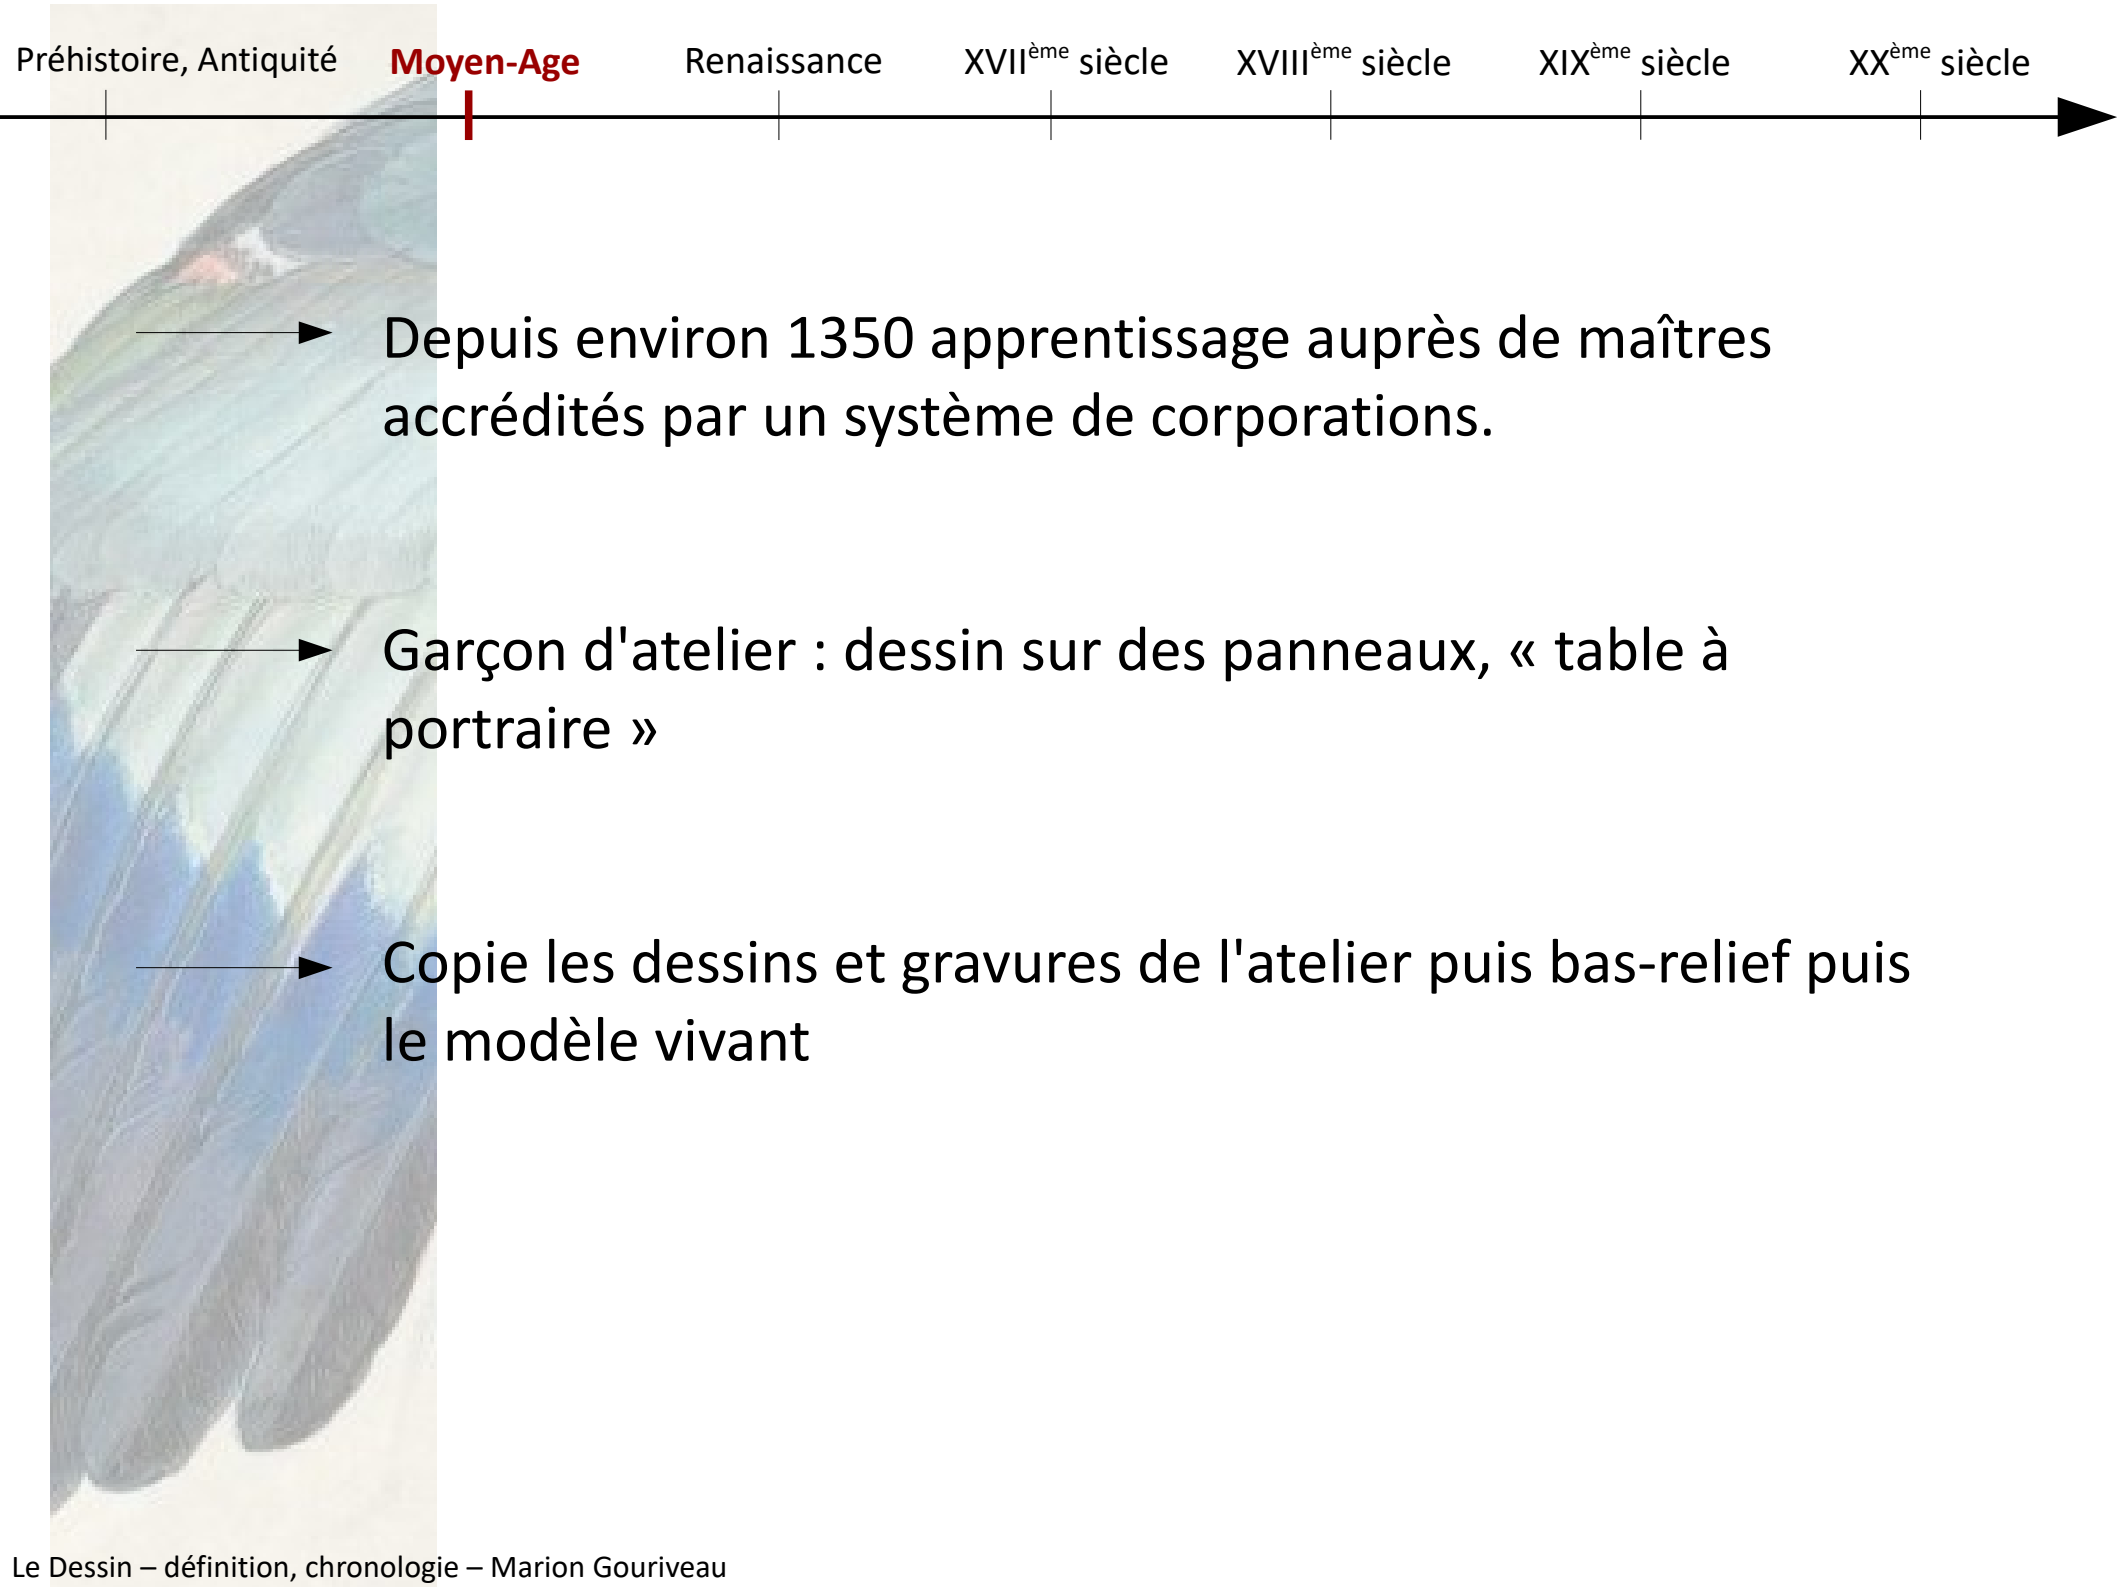 Préhistoire, Antiquité Moyen-Age Renaissance XVIIème siècle XVIIIème siècle XIXème siècle XXème siècle
Depuis environ 1350 apprentissage auprès de maîtres
accrédités par un système de corporations.
Garçon d'atelier : dessin sur des panneaux, « table à
portraire »
Copie les dessins et gravures de l'atelier puis bas-relief puis
le modèle vivant
Le Dessin – définition, chronologie – Marion Gouriveau